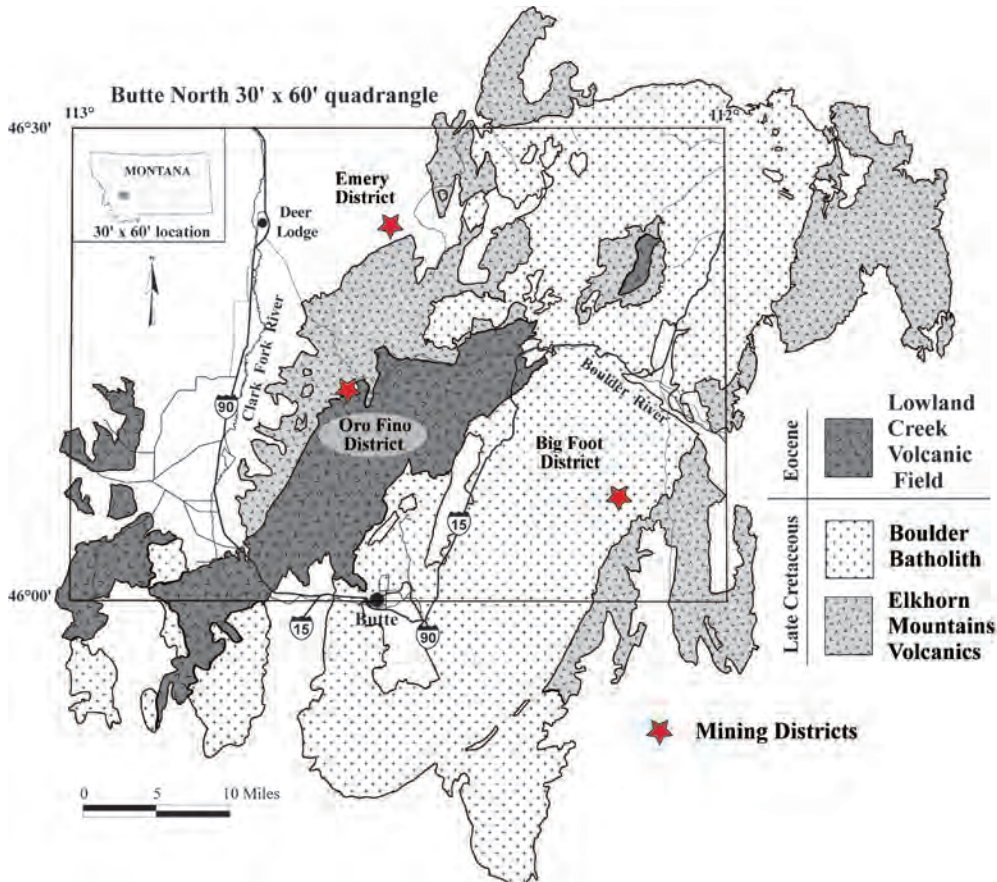 Butte North 30' x 60' quadrangle
113°
112°
46°30'
MONTANA
30' x 60' location
Deer
Lodge
Emery
District
Clark Fork River
90
Boulder River
Oro Fino
District
Big Foot
District
15
46°00'
15
Butte
90
Eocene
Lowland
Creek
Volcanic
Field
Late Cretaceous
Boulder
Batholith
Elkhorn
Mountains
Volcanics
Mining Districts
0 5 10 Miles